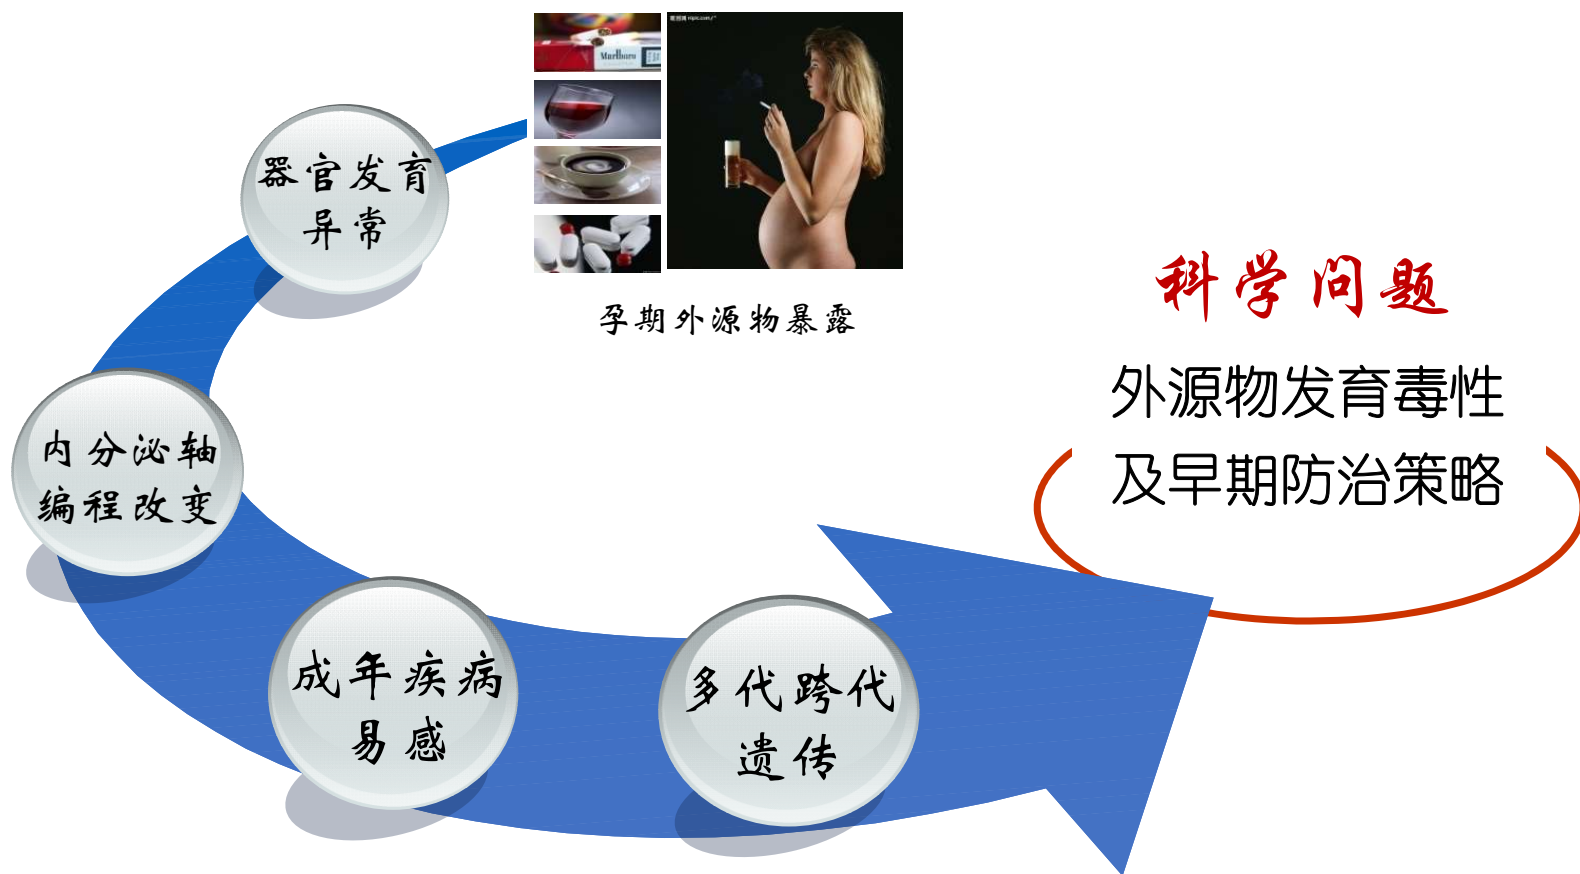 Marlboro
孕期外源物暴露
器官发育
异常
内分泌轴
编程改变
成年疾病
易感
多代跨代
遗传
科学问题
外源物发育毒性
及早期防治策略